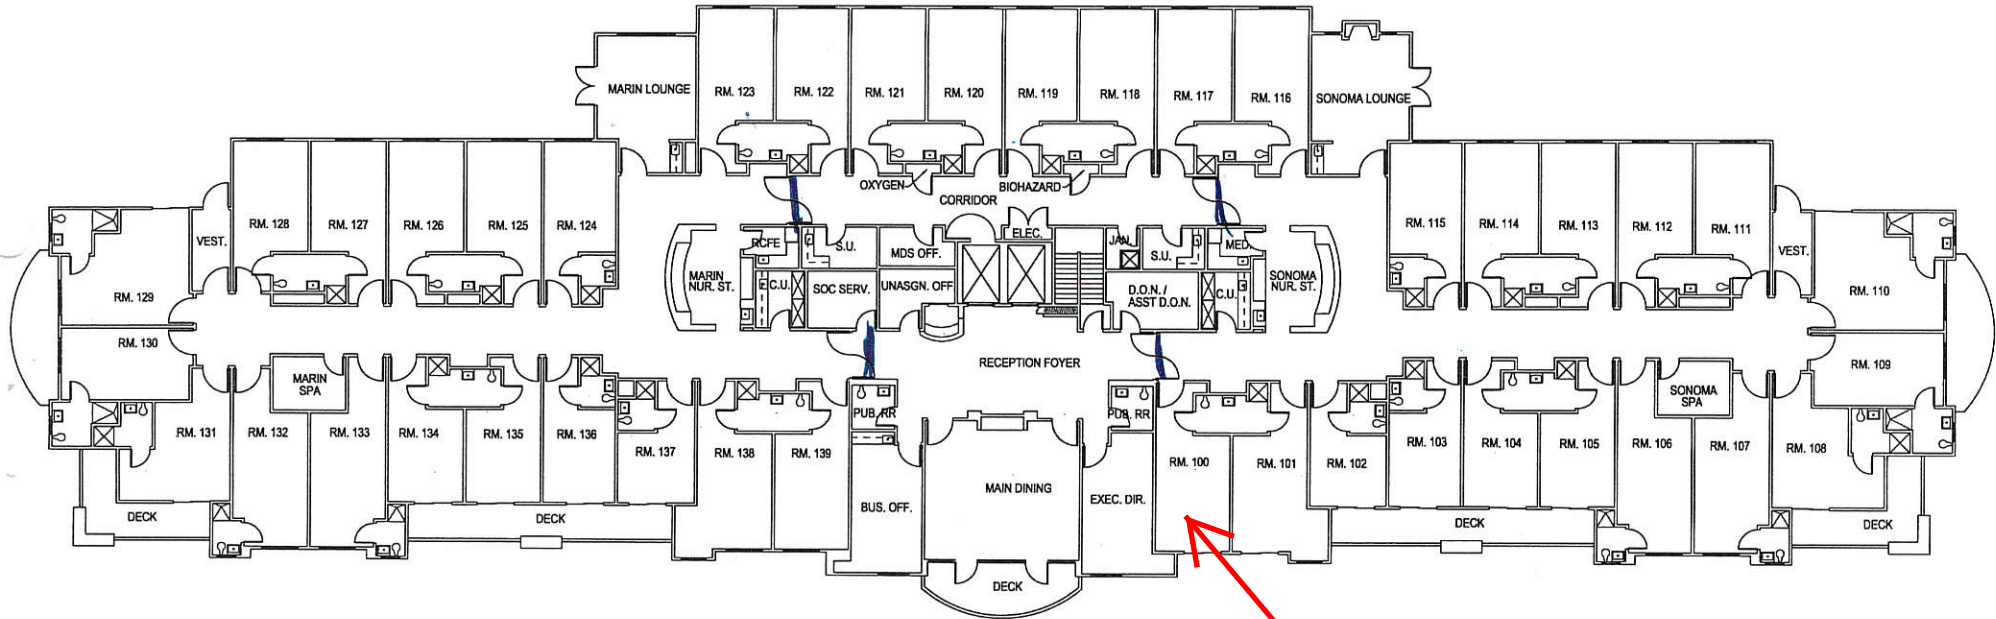 MARIN LOUNGE
RM. 123
RM. 122
RM. 121
RM. 120
RM. 119
RM. 118
RM. 117
RM. 116
SONOMA LOUNGE
OXYGEN
BIOHAZARD
CORRIDOR
RM. 128
RM. 127
RM. 126
RM. 125
RM. 124
VEST.
RCFE
S.U.
MDS OFF.
ELEC.
JAN.
S.U.
MED.
RM. 115
RM. 114
RM. 113
RM. 112
RM. 111
VEST.
MARIN
NUR. ST.
C.U.
SOC SERV.
UNASGN. OFF
D.O.N. /
ASST D.O.N.
C.U.
SONOMA
NUR. ST.
RM. 129
RM. 110
RM. 130
RECEPTION FOYER
RM. 109
MARIN
SPA
SONOMA
SPA
PUB. RR
PUB. RR
RM. 131
RM. 132
RM. 133
RM. 134
RM. 135
RM. 136
RM. 137
RM. 138
RM. 139
RM. 100
RM. 101
RM. 102
RM. 103
RM. 104
RM. 105
RM. 106
RM. 107
RM. 108
MAIN DINING
BUS. OFF.
EXEC. DIR.
DECK
DECK
DECK
DECK
DECK